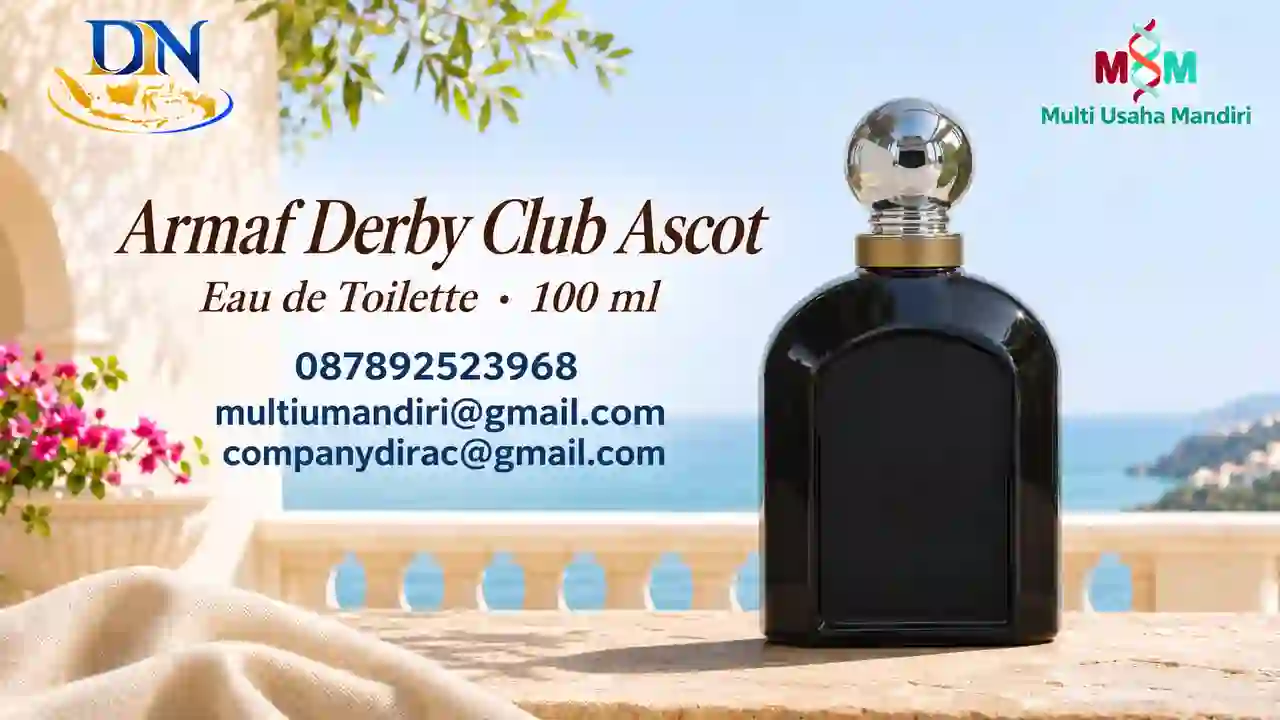 DN
MSM
Multi Usaha Mandiri
Armaf Derby Club Ascot
Eau de Toilette • 100 ml
087892523968
multiumandiri@gmail.com
companydirac@gmail.com